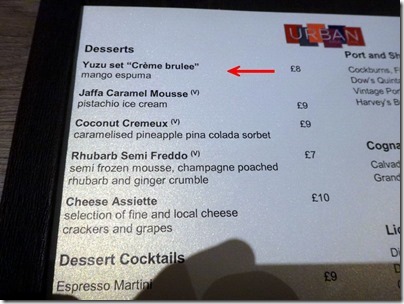 URBAN
Desserts
Yuzu set “Crème brulee” £8
mango espuma
Jaffa Caramel Mousse (V) £9
pistachio ice cream
Coconut Cremeux (V) £9
caramelised pineapple pina colada sorbet
Rhubarb Semi Freddo (V) £7
semi frozen mousse, champagne poached
rhubarb and ginger crumble
Cheese Assiette £10
selection of fine and local cheese
crackers and grapes
Dessert Cocktails
Espresso Martini £9
Port and Sh
Cockburns, F
Dow's Quinta
Vintage Por
Harvey's B
Cogna
Calvad
Grand
Li
D